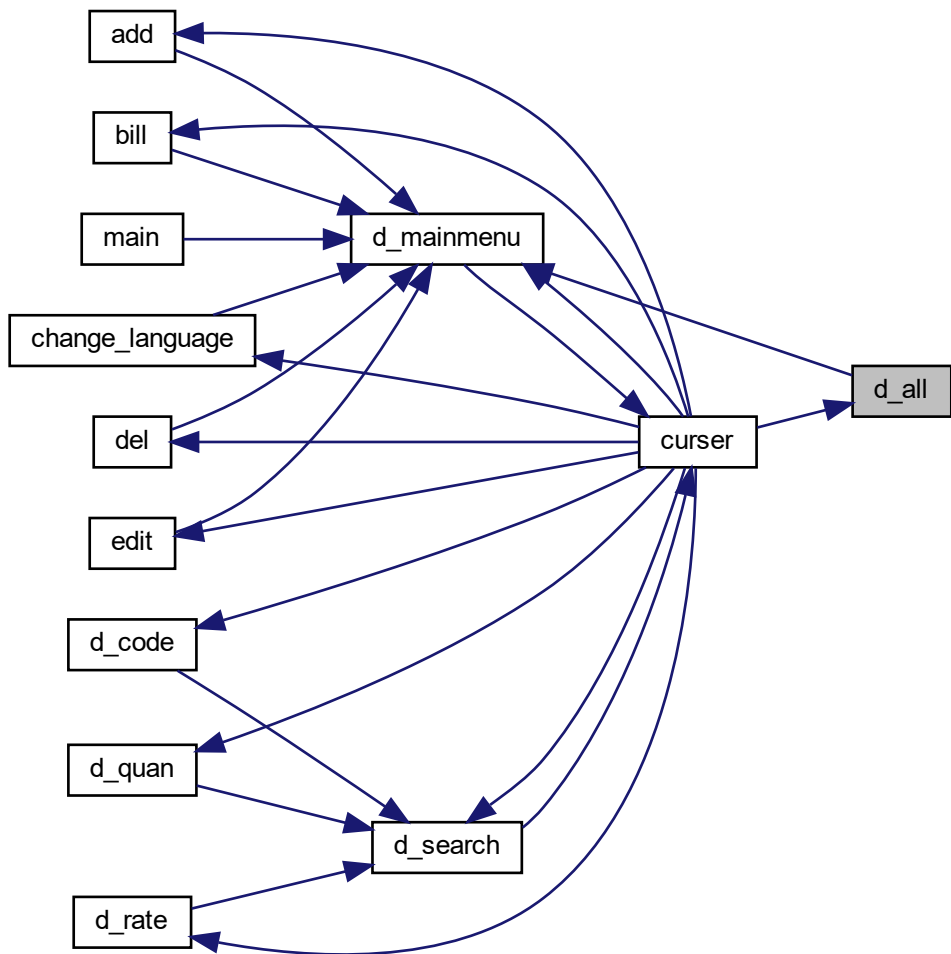 add
bill
main
d_mainmenu
change_language
d_all
del
curser
edit
d_code
d_quan
d_search
d_rate